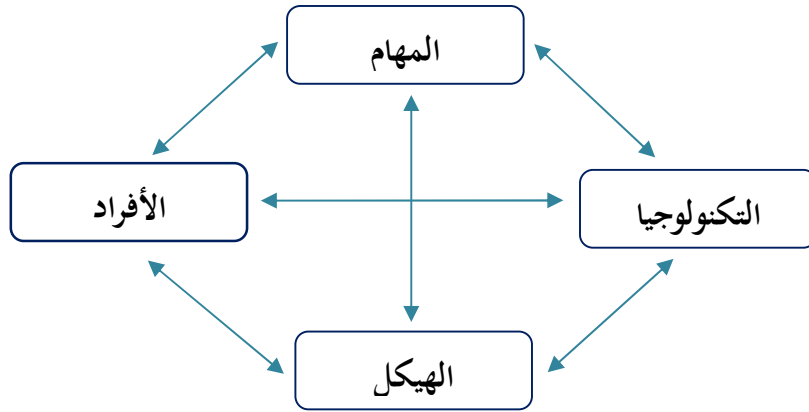 المهام
الأفراد
التكنولوجيا
الهيكل